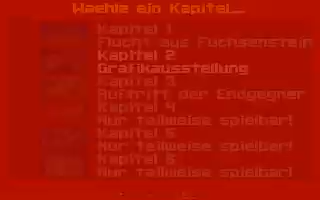 Waehle ein Kapitel...
Kapitel 1
Flucht aus Fuchsenstein
Kapitel 2
Grafikausstellung
Kapitel 3
Auftritt der Endgegner
Kapitel 4
Nur teilweise spielbar!
Kapitel 5
Nur teilweise spielbar!
Kapitel 6
Nur teilweise spielbar!